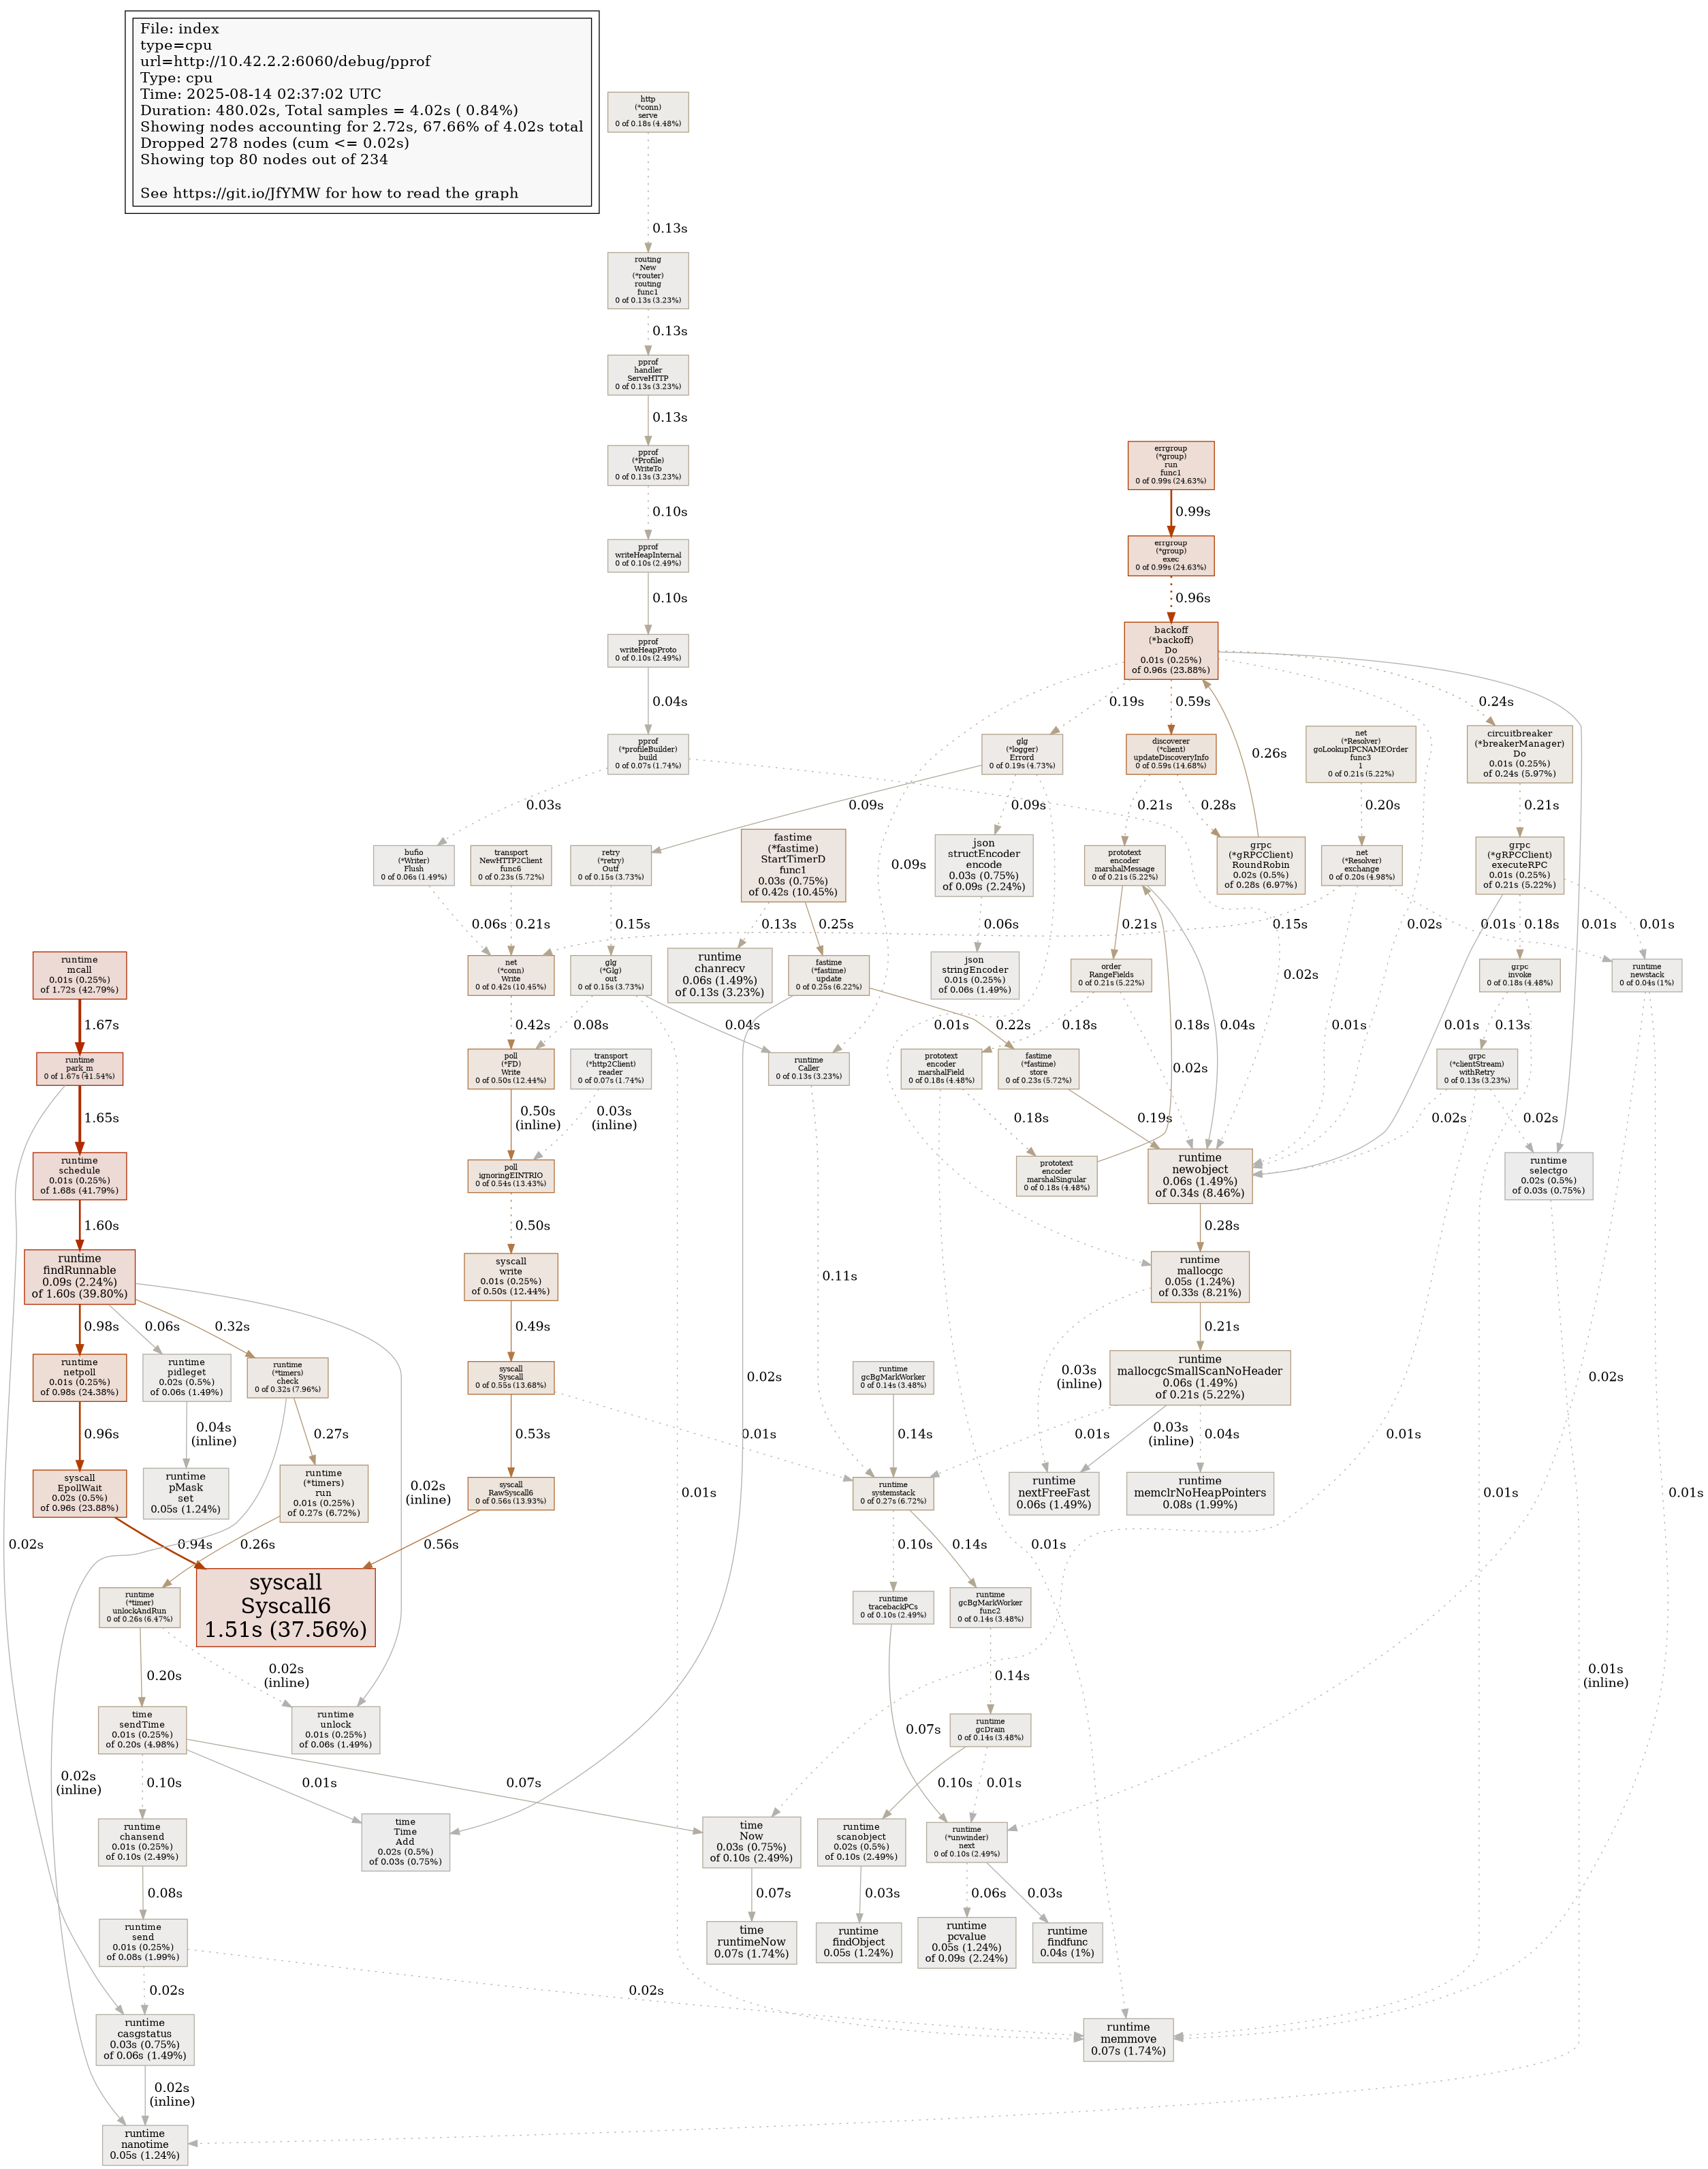 File: index
type=cpu
url=http://10.42.2.2:6060/debug/pprof
Type: cpu
Time: 2025-08-14 02:37:02 UTC
Duration: 480.02s, Total samples = 4.02s ( 0.84%)
Showing nodes accounting for 2.72s, 67.66% of 4.02s total
Dropped 278 nodes (cum <= 0.02s)
Showing top 80 nodes out of 234
See https://git.io/JfYMW for how to read the graph
http
(*conn)
serve
0 of 0.18s (4.48%)
0.13s
routing
New
(*router)
routing
func1
0 of 0.13s (3.23%)
0.13s
pprof
handler
ServeHTTP
0 of 0.13s (3.23%)
0.13s
pprof
(*Profile)
WriteTo
0 of 0.13s (3.23%)
0.10s
pprof
writeHeapInternal
0 of 0.10s (2.49%)
0.10s
pprof
writeHeapProto
0 of 0.10s (2.49%)
0.04s
pprof
(*profileBuilder)
build
0 of 0.07s (1.74%)
0.03s
0.02s
errgroup
(*group)
run
func1
0 of 0.99s (24.63%)
0.99s
errgroup
(*group)
exec
0 of 0.99s (24.63%)
0.96s
backoff
(*backoff)
Do
0.01s (0.25%)
of 0.96s (23.88%)
0.19s
0.59s
0.24s
0.26s
0.09s
0.02s
0.01s
glg
(*logger)
Errord
0 of 0.19s (4.73%)
0.09s
0.09s
0.01s
discoverer
(*client)
updateDiscoveryInfo
0 of 0.59s (14.68%)
0.21s
0.28s
net
(*Resolver)
goLookupIPCNAMEOrder
func3
1
0 of 0.21s (5.22%)
0.20s
circuitbreaker
(*breakerManager)
Do
0.01s (0.25%)
of 0.24s (5.97%)
0.21s
bufio
(*Writer)
Flush
0 of 0.06s (1.49%)
0.06s
transport
NewHTTP2Client
func6
0 of 0.23s (5.72%)
0.21s
retry
(*retry)
Outf
0 of 0.15s (3.73%)
0.15s
fastime
(*fastime)
StartTimerD
func1
0.03s (0.75%)
of 0.42s (10.45%)
0.13s
0.25s
json
structEncoder
encode
0.03s (0.75%)
of 0.09s (2.24%)
0.06s
prototext
encoder
marshalMessage
0 of 0.21s (5.22%)
0.21s
0.04s
grpc
(*gRPCClient)
RoundRobin
0.02s (0.5%)
of 0.28s (6.97%)
net
(*Resolver)
exchange
0 of 0.20s (4.98%)
0.15s
0.01s
0.01s
grpc
(*gRPCClient)
executeRPC
0.01s (0.25%)
of 0.21s (5.22%)
0.18s
0.01s
0.01s
runtime
mcall
0.01s (0.25%)
of 1.72s (42.79%)
1.67s
net
(*conn)
Write
0 of 0.42s (10.45%)
0.42s
glg
(*Glg)
out
0 of 0.15s (3.73%)
0.08s
0.04s
0.01s
runtime
chanrecv
0.06s (1.49%)
of 0.13s (3.23%)
fastime
(*fastime)
update
0 of 0.25s (6.22%)
0.22s
0.02s
json
stringEncoder
0.01s (0.25%)
of 0.06s (1.49%)
order
RangeFields
0 of 0.21s (5.22%)
0.18s
0.02s
grpc
invoke
0 of 0.18s (4.48%)
0.13s
0.01s
runtime
newstack
0 of 0.04s (1%)
0.02s
0.01s
runtime
park_m
0 of 1.67s (41.54%)
1.65s
0.02s
poll
(*FD)
Write
0 of 0.50s (12.44%)
0.50s
(inline)
transport
(*http2Client)
reader
0 of 0.07s (1.74%)
0.03s
(inline)
runtime
Caller
0 of 0.13s (3.23%)
0.11s
prototext
encoder
marshalField
0 of 0.18s (4.48%)
0.18s
0.01s
fastime
(*fastime)
store
0 of 0.23s (5.72%)
0.19s
grpc
(*clientStream)
withRetry
0 of 0.13s (3.23%)
0.02s
0.02s
0.01s
runtime
schedule
0.01s (0.25%)
of 1.68s (41.79%)
1.60s
poll
ignoringEINTRIO
0 of 0.54s (13.43%)
0.50s
prototext
encoder
marshalSingular
0 of 0.18s (4.48%)
0.18s
runtime
newobject
0.06s (1.49%)
of 0.34s (8.46%)
0.28s
runtime
selectgo
0.02s (0.5%)
of 0.03s (0.75%)
0.01s
(inline)
runtime
findRunnable
0.09s (2.24%)
of 1.60s (39.80%)
0.98s
0.06s
0.32s
0.02s
(inline)
syscall
write
0.01s (0.25%)
of 0.50s (12.44%)
0.49s
runtime
mallocgc
0.05s (1.24%)
of 0.33s (8.21%)
0.21s
0.03s
(inline)
runtime
netpoll
0.01s (0.25%)
of 0.98s (24.38%)
0.96s
runtime
pidleget
0.02s (0.5%)
of 0.06s (1.49%)
0.04s
(inline)
runtime
(*timers)
check
0 of 0.32s (7.96%)
0.27s
0.02s
(inline)
syscall
Syscall
0 of 0.55s (13.68%)
0.53s
0.01s
runtime
gcBgMarkWorker
0 of 0.14s (3.48%)
0.14s
runtime
mallocgcSmallScanNoHeader
0.06s (1.49%)
of 0.21s (5.22%)
0.01s
0.03s
(inline)
0.04s
syscall
EpollWait
0.02s (0.5%)
of 0.96s (23.88%)
0.94s
runtime
pMask
set
0.05s (1.24%)
runtime
(*timers)
run
0.01s (0.25%)
of 0.27s (6.72%)
0.26s
syscall
RawSyscall6
0 of 0.56s (13.93%)
0.56s
runtime
systemstack
0 of 0.27s (6.72%)
0.10s
0.14s
runtime
nextFreeFast
0.06s (1.49%)
runtime
memclrNoHeapPointers
0.08s (1.99%)
runtime
(*timer)
unlockAndRun
0 of 0.26s (6.47%)
0.20s
0.02s
(inline)
syscall
Syscall6
1.51s (37.56%)
runtime
tracebackPCs
0 of 0.10s (2.49%)
0.07s
runtime
gcBgMarkWorker
func2
0 of 0.14s (3.48%)
0.14s
time
sendTime
0.01s (0.25%)
of 0.20s (4.98%)
0.10s
0.01s
0.07s
runtime
unlock
0.01s (0.25%)
of 0.06s (1.49%)
runtime
gcDrain
0 of 0.14s (3.48%)
0.10s
0.01s
runtime
chansend
0.01s (0.25%)
of 0.10s (2.49%)
0.08s
time
Time
Add
0.02s (0.5%)
of 0.03s (0.75%)
time
Now
0.03s (0.75%)
of 0.10s (2.49%)
0.07s
runtime
scanobject
0.02s (0.5%)
of 0.10s (2.49%)
0.03s
runtime
(*unwinder)
next
0 of 0.10s (2.49%)
0.06s
0.03s
runtime
send
0.01s (0.25%)
of 0.08s (1.99%)
0.02s
0.02s
time
runtimeNow
0.07s (1.74%)
runtime
findObject
0.05s (1.24%)
runtime
pcvalue
0.05s (1.24%)
of 0.09s (2.24%)
runtime
findfunc
0.04s (1%)
runtime
casgstatus
0.03s (0.75%)
of 0.06s (1.49%)
0.02s
(inline)
runtime
memmove
0.07s (1.74%)
runtime
nanotime
0.05s (1.24%)